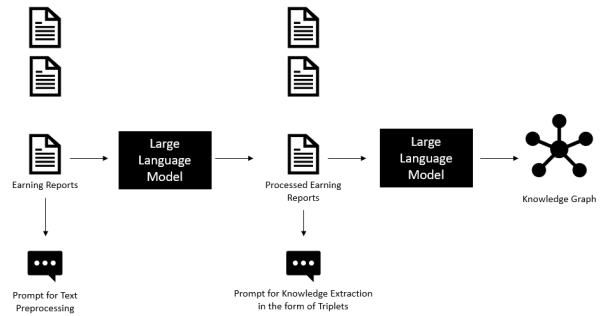 Large
Language
Model
Large
Language
Model
Earning Reports
Processed Earning
Reports
Knowledge Graph
Prompt for Text
Preprocessing
Prompt for Knowledge Extraction
in the form of Triplets